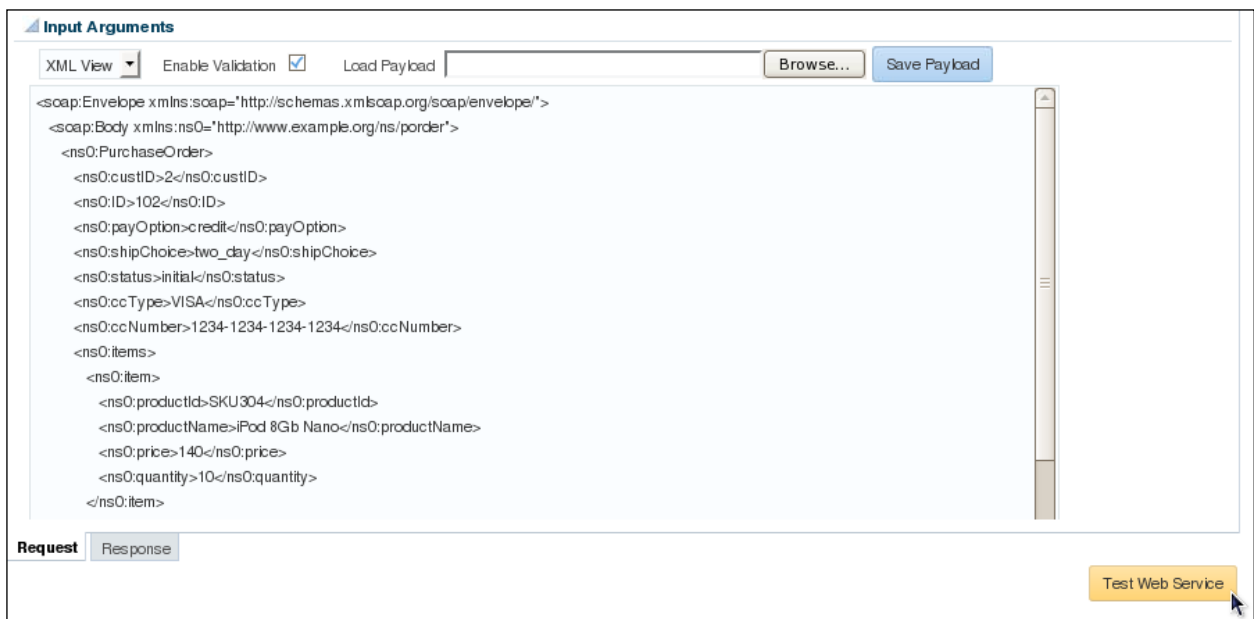 Input Arguments
XML View Enable Validation Load Payload Browse... Save Payload
<soap:Envelope xmlns:soap="http://schemas.xmlsoap.org/soap/envelope/">
<soap:Body xmlns:ns0="http://www.example.org/ns/porder">
<ns0:PurchaseOrder>
<ns0:custID>2</ns0:custID>
<ns0:ID>102</ns0:ID>
<ns0:payOption>credit</ns0:payOption>
<ns0:shipChoice>two_day</ns0:shipChoice>
<ns0:status>initial</ns0:status>
<ns0:ccType>VISA</ns0:ccType>
<ns0:ccNumber>1234-1234-1234-1234</ns0:ccNumber>
<ns0:items>
<ns0:item>
<ns0:productId>SKU304</ns0:productId>
<ns0:productName>iPod 8Gb Nano</ns0:productName>
<ns0:price>140</ns0:price>
<ns0:quantity>10</ns0:quantity>
</ns0:item>
Request Response
Test Web Service